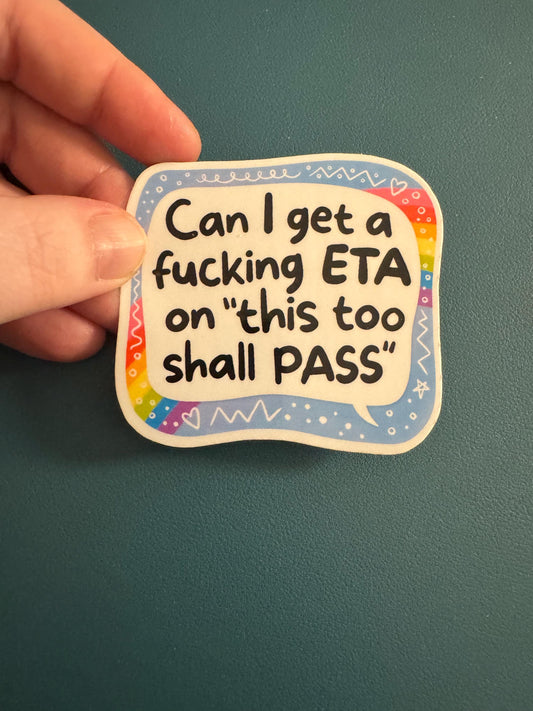 Can I get a
fucking ETA
on "this too
shall PASS"